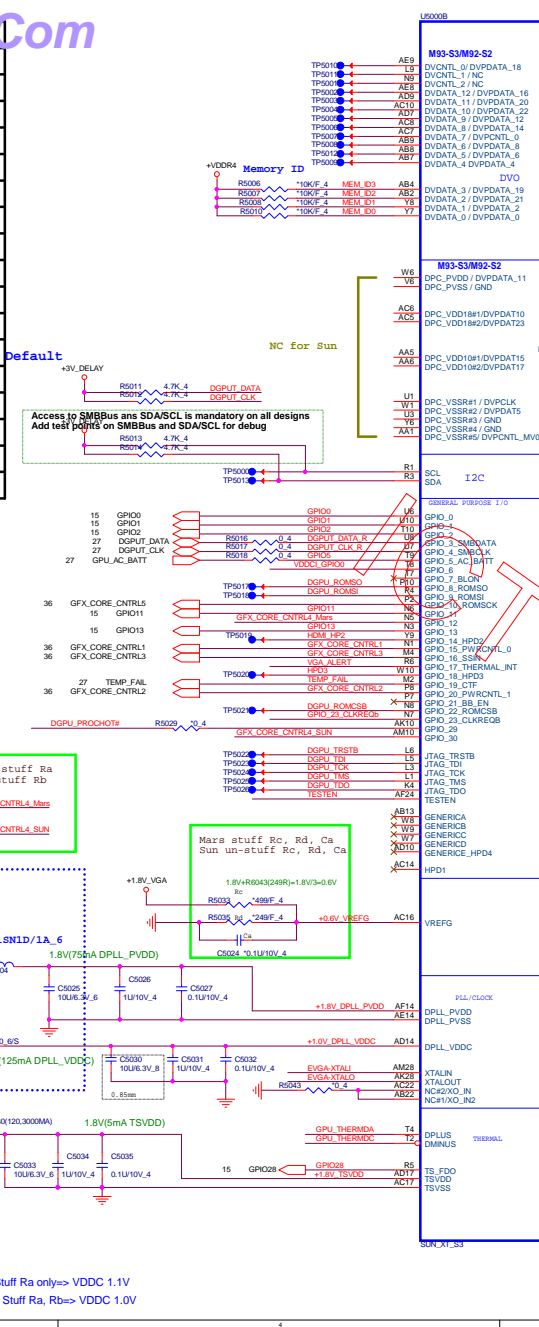 Com
U5000B
M93-S3/M92-S2
TP5010 AE9 DVCNTL_0/ DVPDATA_18
TP5011 L9 DVCNTL_1 / NC
TP5001 N9 DVCNTL_2 / NC
TP5002 AE8 DVDATA_12 / DVPDATA_16
TP5003 AD9 DVDATA_11 / DVPDATA_20
TP5004 AC10 DVDATA_10 / DVPDATA_22
TP5005 AD7 DVDATA_9 / DVPDATA_12
TP5006 AC8 DVDATA_8 / DVPDATA_14
TP5007 AC7 DVDATA_7 / DVPCNTL_0
TP5008 AB9 DVDATA_6 / DVPDATA_8
TP5012 AB8 DVDATA_5 / DVPDATA_6
TP5009 AB7 DVDATA_4 DVPDATA_4
DVO
+VDDR4 Memory ID
R5006 *10K/F_4 MEM_ID3 AB4 DVDATA_3 / DVPDATA_19
R5007 *10K/F_4 MEM_ID2 AB2 DVDATA_2 / DVPDATA_21
R5008 *10K/F_4 MEM_ID1 Y8 DVDATA_1 / DVPDATA_2
R5010 *10K/F_4 MEM_ID0 Y7 DVDATA_0 / DVPDATA_0
M93-S3/M92-S2
W6 DPC_PVDD / DVPDATA_11
V6 DPC_PVSS / GND
AC6 DPC_VDD18#1/DVPDAT10
AC5 DPC_VDD18#2/DVPDAT23
NC for Sun
AA5 DPC_VDD10#1/DVPDAT15
AA6 DPC_VDD10#2/DVPDAT17
U1 DPC_VSSR#1 / DVPCLK
W1 DPC_VSSR#2 / DVPDAT5
U3 DPC_VSSR#3 / GND
Y6 DPC_VSSR#4 / GND
AA1 DPC_VSSR#5/ DVPCNTL_MV0
Default
+3V_DELAY
R5011 4.7K_4 DGPUT_DATA
R5012 4.7K_4 DGPUT_CLK
Access to SMBBus ans SDA/SCL is mandatory on all designs
Add test points on SMBBus and SDA/SCL for debug
+3V_DELAY
R5013 4.7K_4
R5014 4.7K_4
TP5000 R1 SCL
TP5013 R3 SDA
I2C
GENERAL PURPOSE I/O
15 GPIO0 GPIO0 U6 GPIO_0
15 GPIO1 GPIO1 U10 GPIO_1
15 GPIO2 GPIO2 T10 GPIO_2
27 DGPUT_DATA R5016 0_4 DGPUT_DATA_R U8 GPIO_3_SMBDATA
27 DGPUT_CLK R5017 0_4 DGPUT_CLK_R U7 GPIO_4_SMBCLK
27 GPU_AC_BATT R5018 0_4 GPIO5 T9 GPIO_5_AC_BATT
VDDCI_GPIO0 T8 GPIO_6
T7 GPIO_7_BLON
TP5017 DGPU_ROMSO P10 GPIO_8_ROMSO
TP5018 DGPU_ROMSI P4 GPIO_9_ROMSI
36 GFX_CORE_CNTRL5 P2 GPIO_10_ROMSCK
15 GPIO11 GPIO11 N6 GPIO_11
GFX_CORE_CNTRL4_Mars N5 GPIO_12
15 GPIO13 GPIO13 N3 GPIO_13
TP5019 HDMI_HP2 Y9 GPIO_14_HPD2
36 GFX_CORE_CNTRL1 GFX_CORE_CNTRL1 N1 GPIO_15_PWRCNTL_0
36 GFX_CORE_CNTRL3 GFX_CORE_CNTRL3 M4 GPIO_16_SSIN
VGA_ALERT R6 GPIO_17_THERMAL_INT
TP5020 HPD3 W10 GPIO_18_HPD3
27 TEMP_FAIL TEMP_FAIL M2 GPIO_19_CTF
36 GFX_CORE_CNTRL2 GFX_CORE_CNTRL2 P8 GPIO_20_PWRCNTL_1
P7 GPIO_21_BB_EN
TP5021 DGPU_ROMCSB N8 GPIO_22_ROMCSB
GPIO_23_CLKREQb N7 GPIO_23_CLKREQB
DGPU_PROCHOT# R5029 *0_4 AK10 GPIO_29
GFX_CORE_CNTRL4_SUN AM10 GPIO_30
TP5022 DGPU_TRSTB L6 JTAG_TRSTB
TP5023 DGPU_TDI L5 JTAG_TDI
TP5024 DGPU_TCK L3 JTAG_TCK
TP5025 DGPU_TMS L1 JTAG_TMS
TP5026 DGPU_TDO K4 JTAG_TDO
TESTEN AF24 TESTEN
stuff Ra
stuff Rb
CNTRL4_Mars
CNTRL4_SUN
AB13 GENERICA
W8 GENERICB
W9 GENERICC
W7 GENERICD
AD10 GENERICE_HPD4
AC14 HPD1
Mars stuff Rc, Rd, Ca
Sun un-stuff Rc, Rd, Ca
+1.8V_VGA
1.8V+R6043(249R)=1.8V/3=0.6V
Rc
R5033 *499/F_4
R5035 Rd *249/F_4
+0.6V_VREFG AC16 VREFG
Ca
C5024 *0.1U/10V_4
LSN1D/1A_6
1.8V(75mA DPLL_PVDD)
C5025 10U/6.3V_6
C5026 1U/10V_4
C5027 0.1U/10V_4
PLL/CLOCK
+1.8V_DPLL_PVDD AF14 DPLL_PVDD
AE14 DPLL_PVSS
0_6/S
+1.0V_DPLL_VDDC AD14 DPLL_VDDC
(125mA DPLL_VDDC)
C5030 10U/6.3V_8
C5031 1U/10V_4
C5032 0.1U/10V_4
0.85mm
EVGA-XTALI AM28 XTALIN
EVGA-XTALO AK28 XTALOUT
R5043 *0_4 AC22 NC#2/XO_IN
AB22 NC#1/XO_IN2
0(120,3000MA)
1.8V(5mA TSVDD)
GPU_THERMDA T4 DPLUS
GPU_THERMDC T2 DMINUS
THERMAL
C5033 10U/6.3V_6
C5034 1U/10V_4
C5035 0.1U/10V_4
15 GPIO28 GPIO28 R5 TS_FDO
+1.8V_TSVDD AD17 TSVDD
AC17 TSVSS
SUN_XT_S3
Stuff Ra only=> VDDC 1.1V
Stuff Ra, Rb=> VDDC 1.0V
4